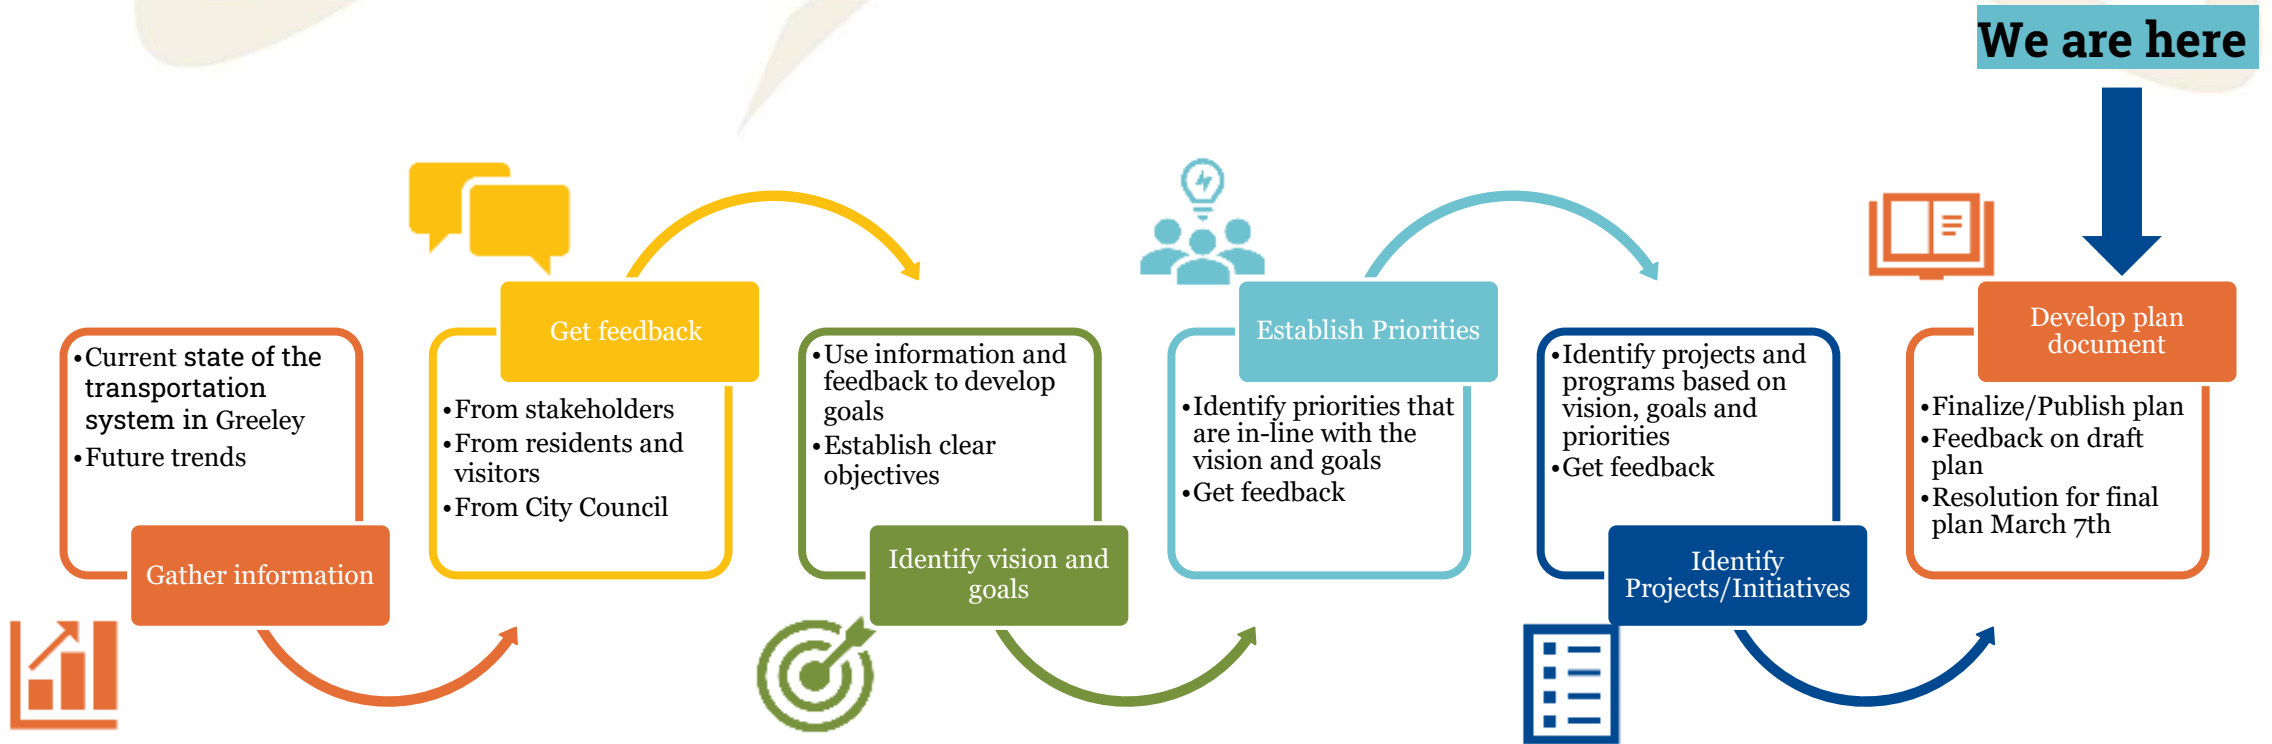 We are here
•Current state of the
transportation
system in Greeley
•Future trends
Gather information
Get feedback
•From stakeholders
•From residents and
visitors
•From City Council
•Use information and
feedback to develop
goals
•Establish clear
objectives
Identify vision and
goals
Establish Priorities
•Identify priorities that
are in-line with the
vision and goals
•Get feedback
•Identify projects and
programs based on
vision, goals and
priorities
•Get feedback
Identify
Projects/Initiatives
Develop plan
document
•Finalize/Publish plan
•Feedback on draft
plan
•Resolution for final
plan March 7th